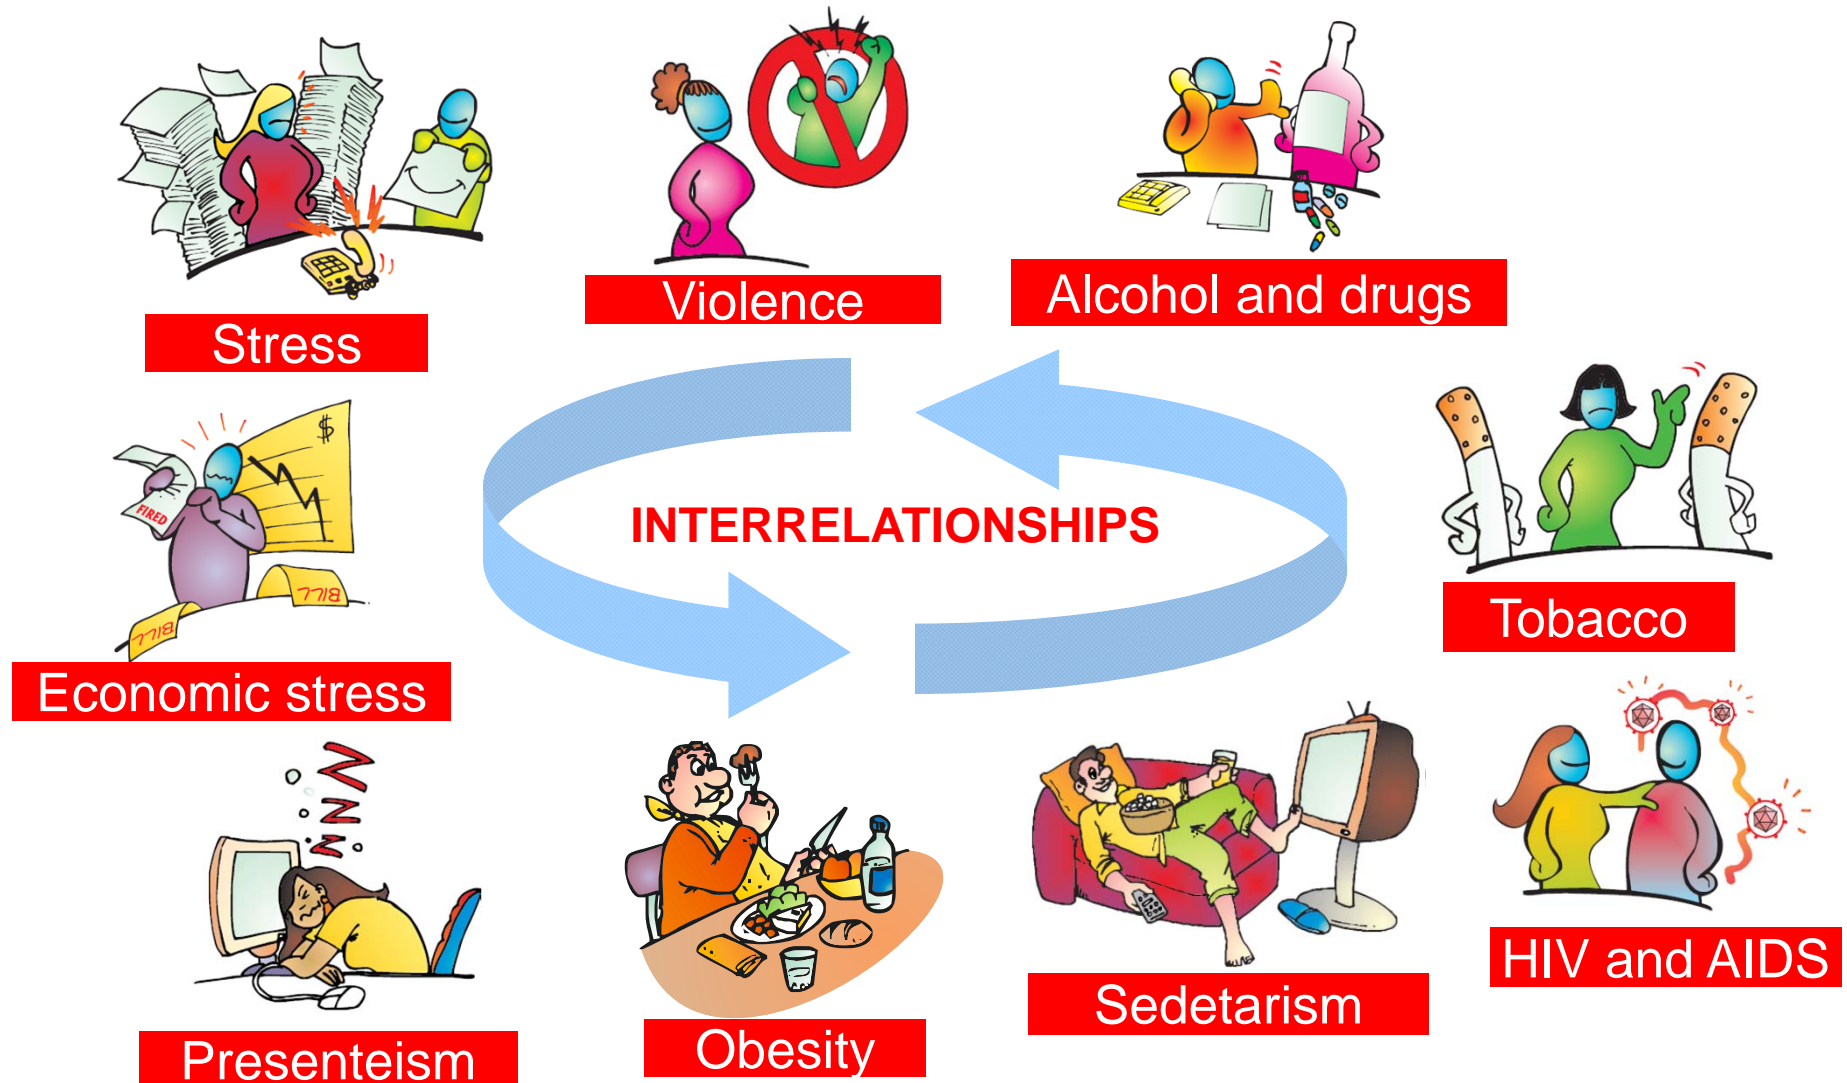 Violence
Alcohol and drugs
Stress
$
FIRED
BILL
BILL
INTERRELATIONSHIPS
Tobacco
Economic stress
HIV and AIDS
Sedetarism
Obesity
Presenteism